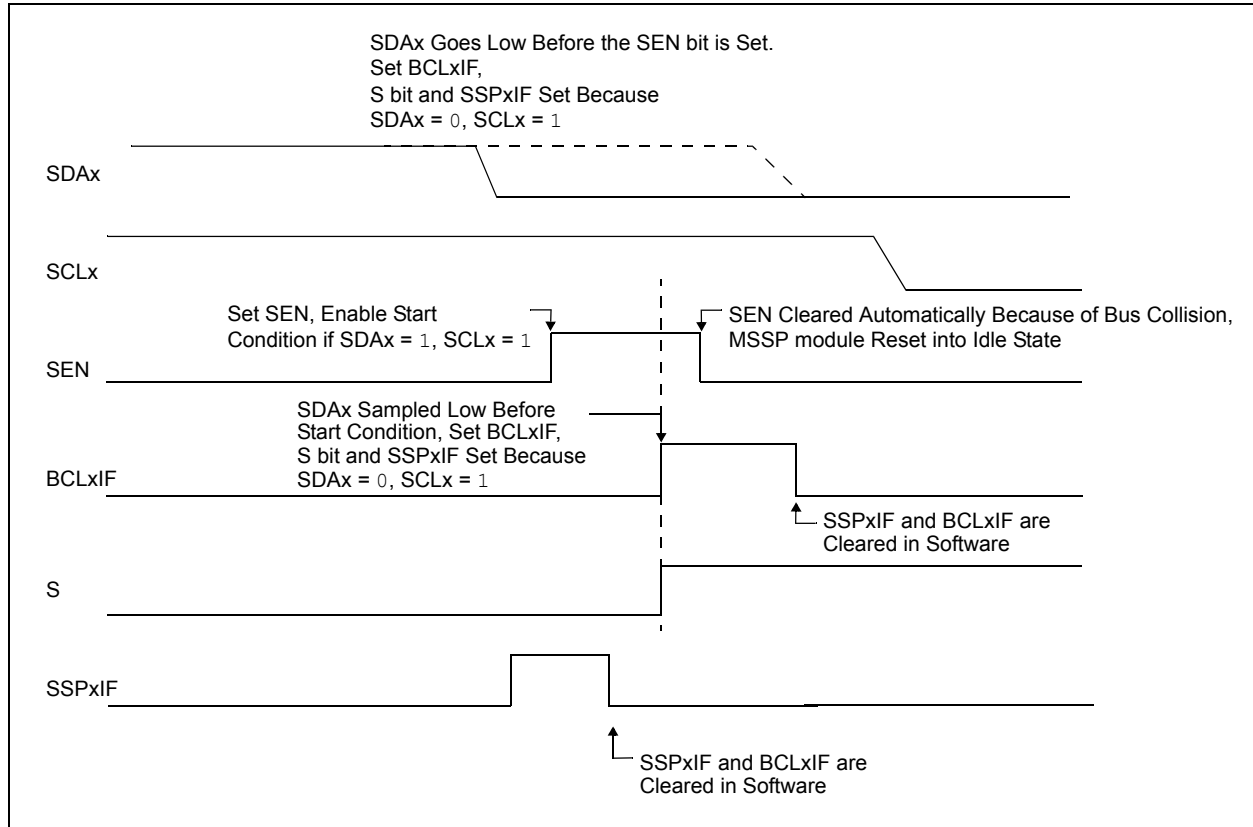 SDAx Goes Low Before the SEN bit is Set.
Set BCLxIF,
S bit and SSPxIF Set Because
SDAx = 0, SCLx = 1
SDAx
SCLx
Set SEN, Enable Start
Condition if SDAx = 1, SCLx = 1
SEN Cleared Automatically Because of Bus Collision,
MSSP module Reset into Idle State
SEN
SDAx Sampled Low Before
Start Condition, Set BCLxIF,
S bit and SSPxIF Set Because
SDAx = 0, SCLx = 1
BCLxIF
SSPxIF and BCLxIF are
Cleared in Software
S
SSPxIF
SSPxIF and BCLxIF are
Cleared in Software